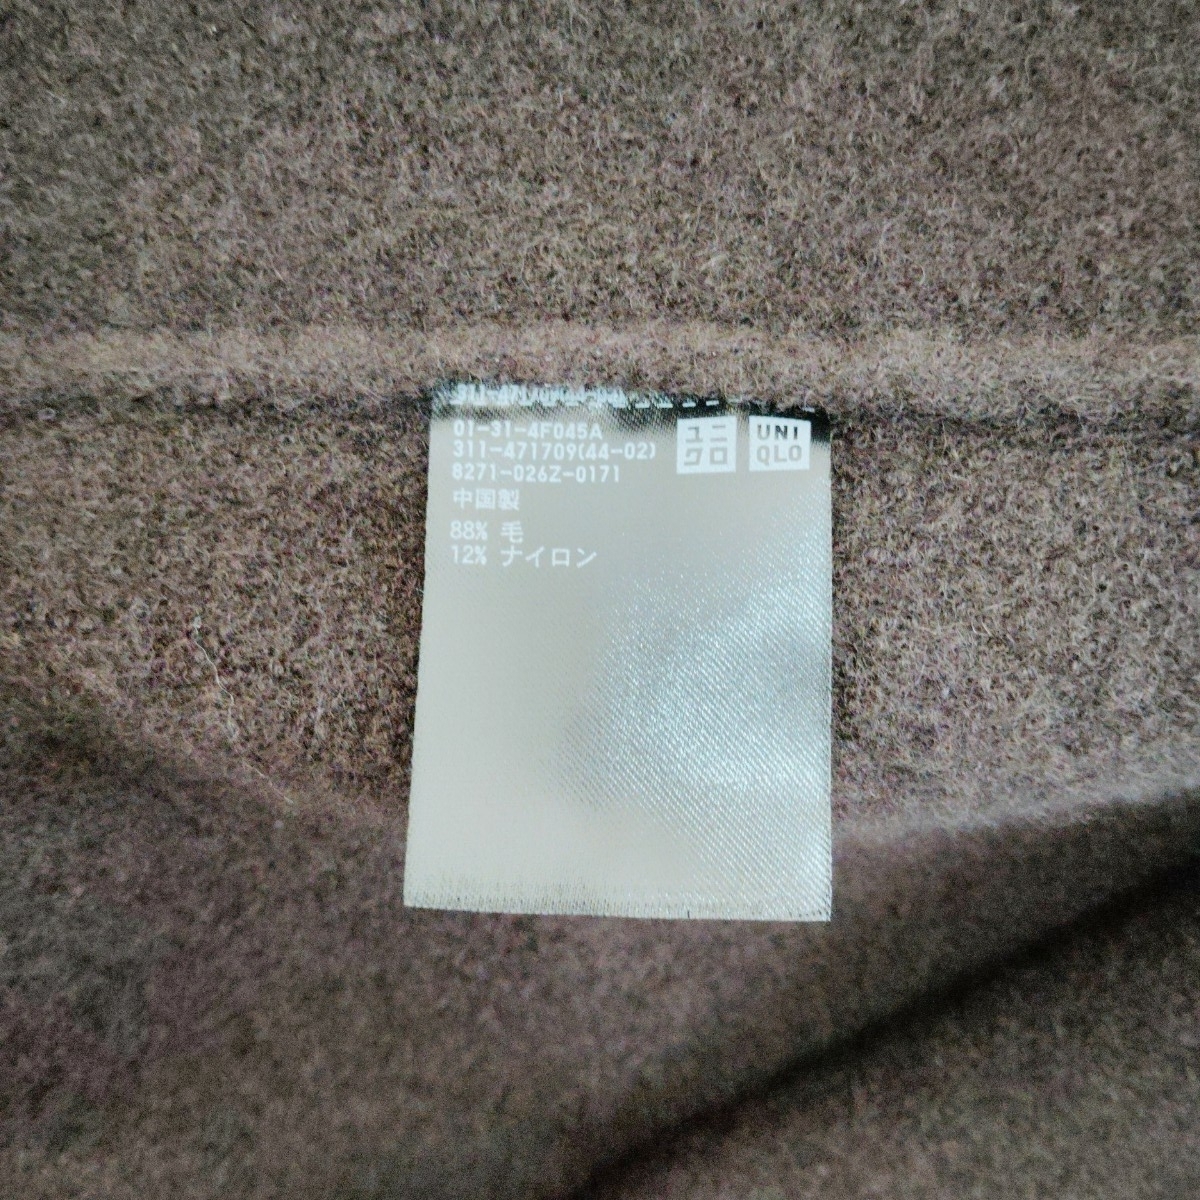 01-31-4F045A
311-471709(44-02)
8271-026Z-0171
中国製
88% 毛
12% ナイロン
ユニ
クロ
UNI
QLO